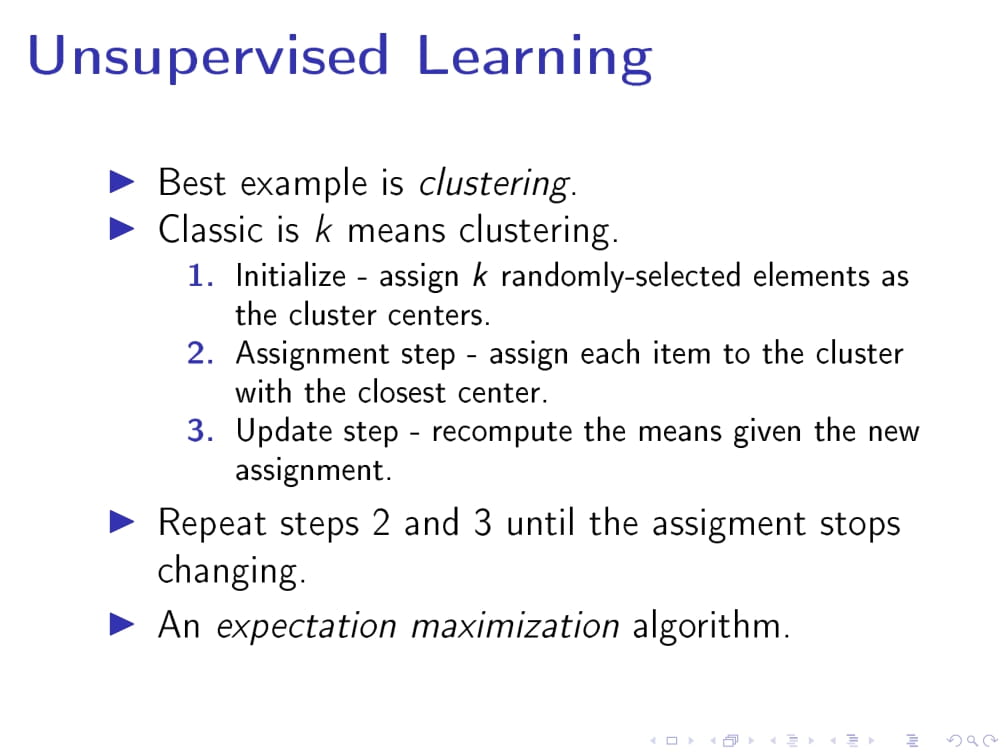 Unsupervised Learning
Best example is clustering.
Classic is k means clustering.
1. Initialize - assign k randomly-selected elements as
the cluster centers.
2. Assignment step - assign each item to the cluster
with the closest center.
3. Update step - recompute the means given the new
assignment.
Repeat steps 2 and 3 until the assigment stops
changing.
An expectation maximization algorithm.